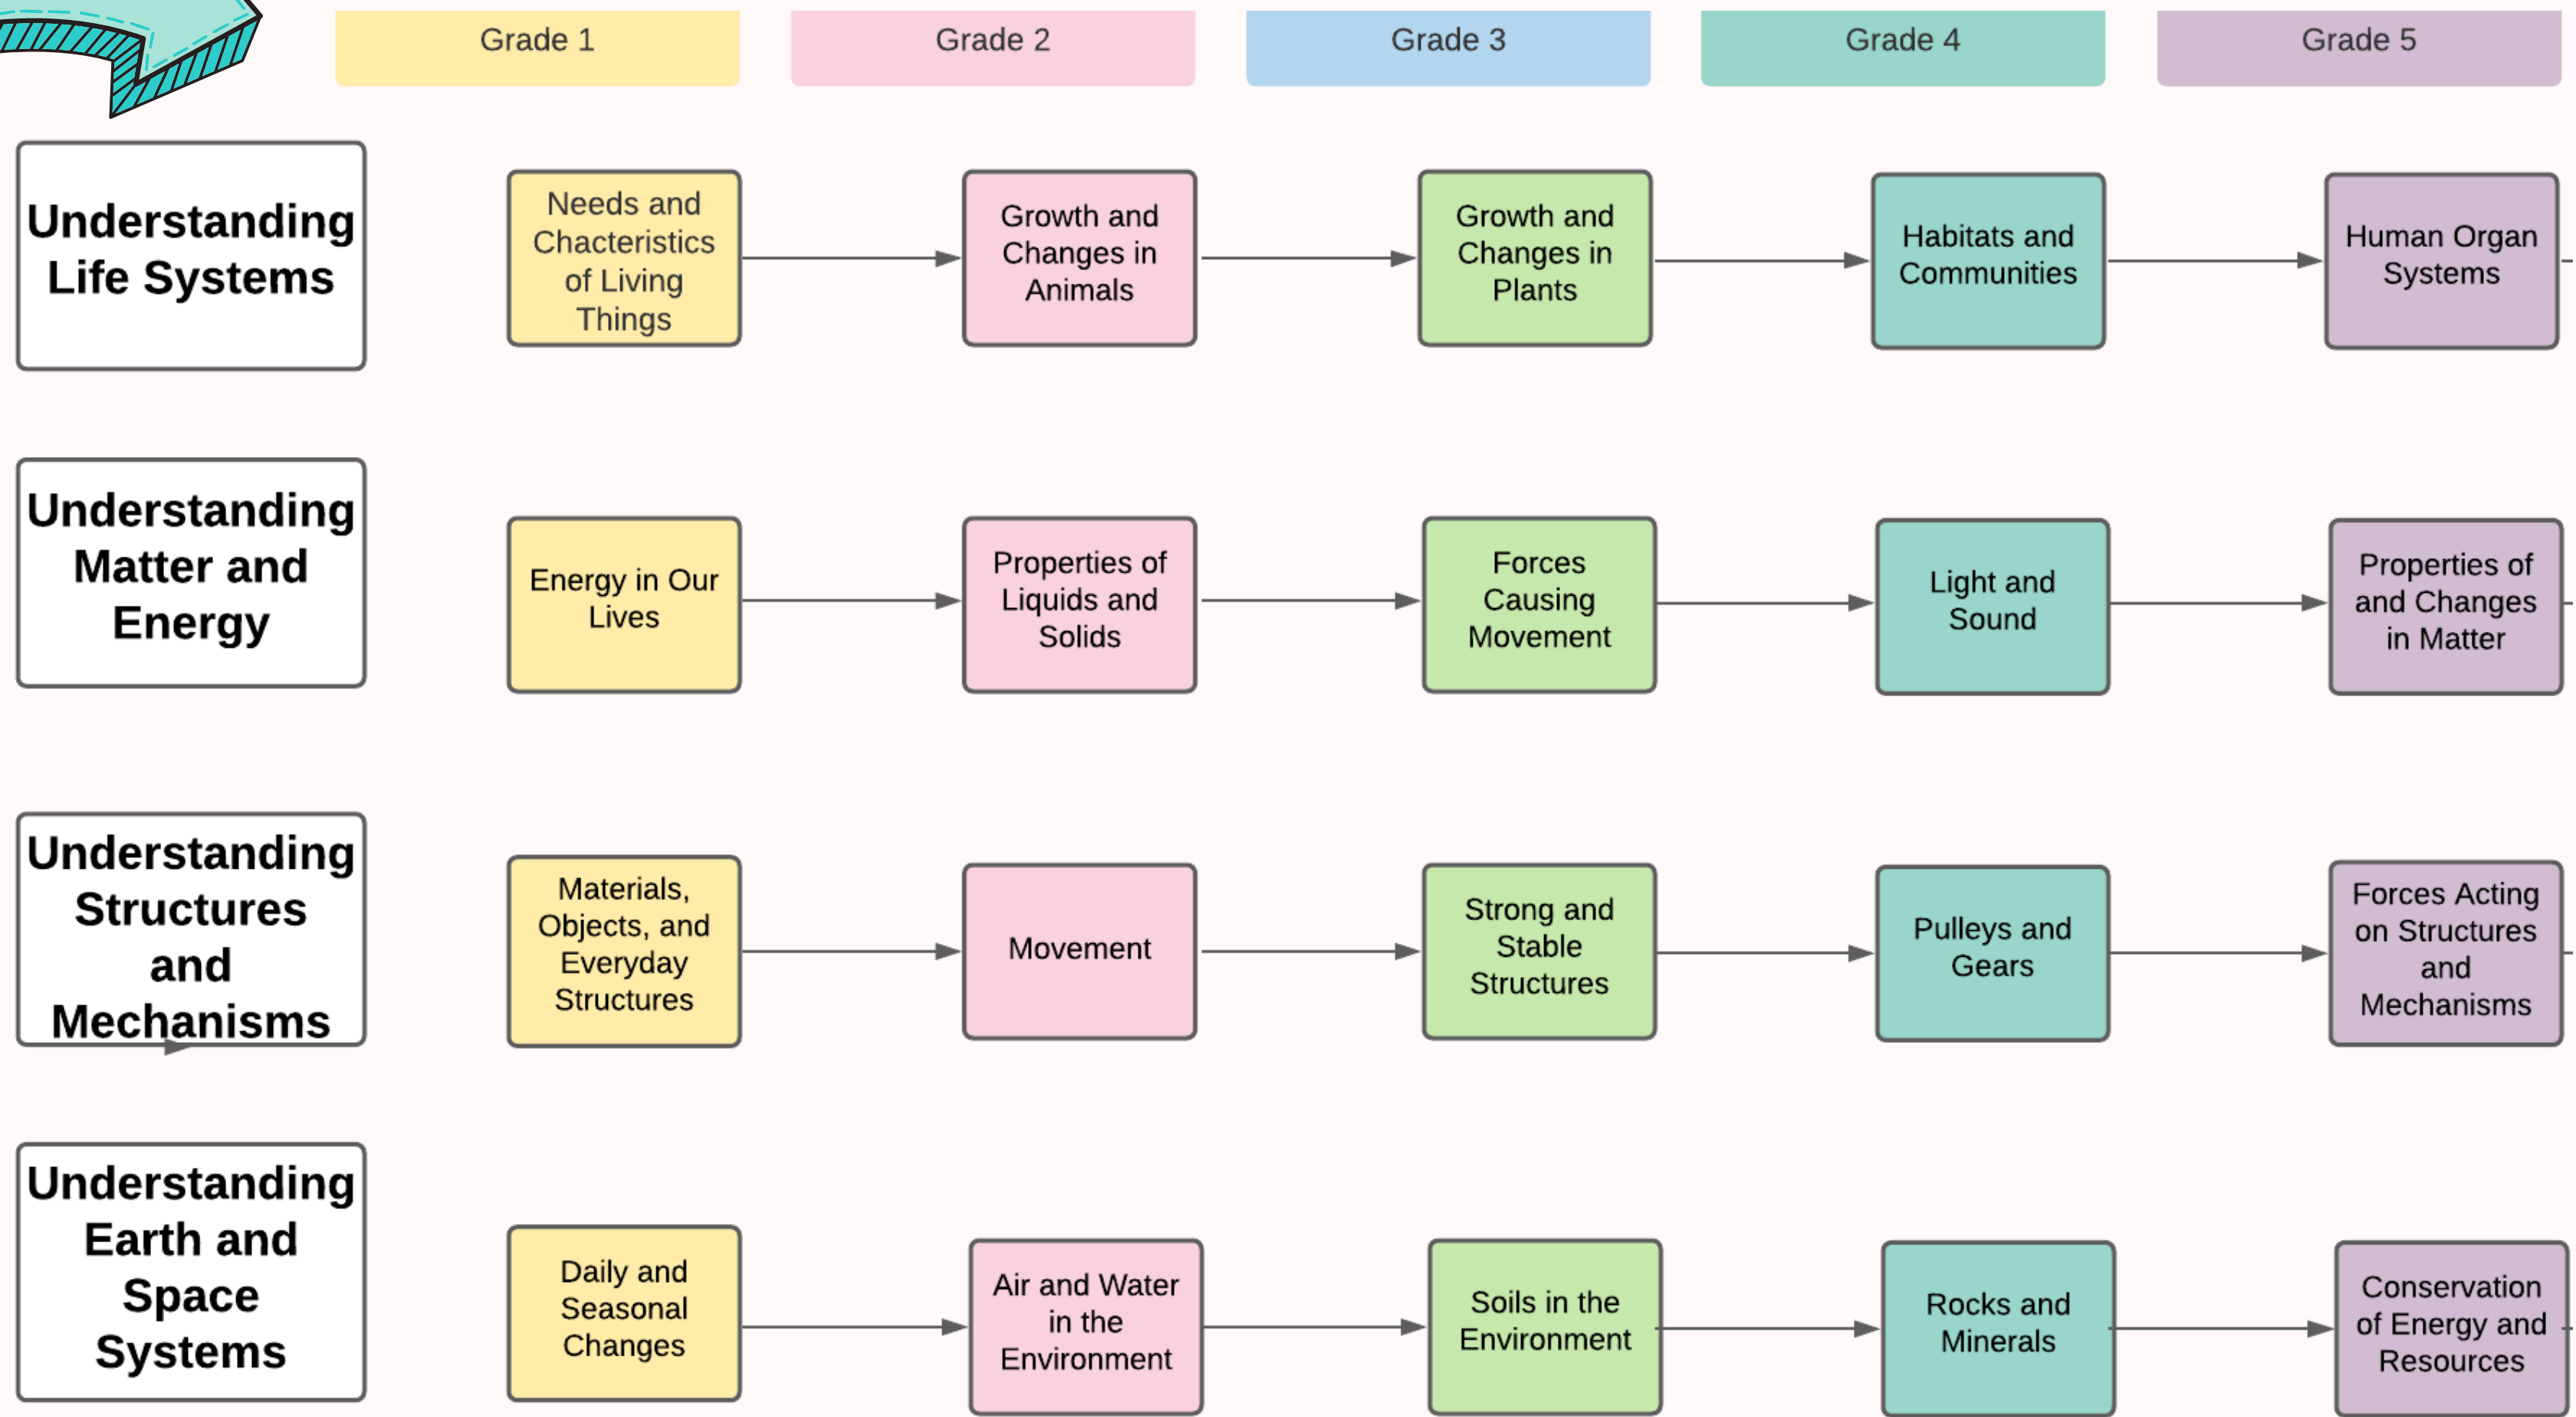 Grade 1
Grade 2
Grade 3
Grade 4
Grade 5
Understanding
Life Systems
Needs and
Chacteristics
of Living
Things
Growth and
Changes in
Animals
Growth and
Changes in
Plants
Habitats and
Communities
Human Organ
Systems
Understanding
Matter and
Energy
Energy in Our
Lives
Properties of
Liquids and
Solids
Forces
Causing
Movement
Light and
Sound
Properties of
and Changes
in Matter
Understanding
Structures
and
Mechanisms
Materials,
Objects, and
Everyday
Structures
Movement
Strong and
Stable
Structures
Pulleys and
Gears
Forces Acting
on Structures
and
Mechanisms
Understanding
Earth and
Space
Systems
Daily and
Seasonal
Changes
Air and Water
in the
Environment
Soils in the
Environment
Rocks and
Minerals
Conservation
of Energy and
Resources